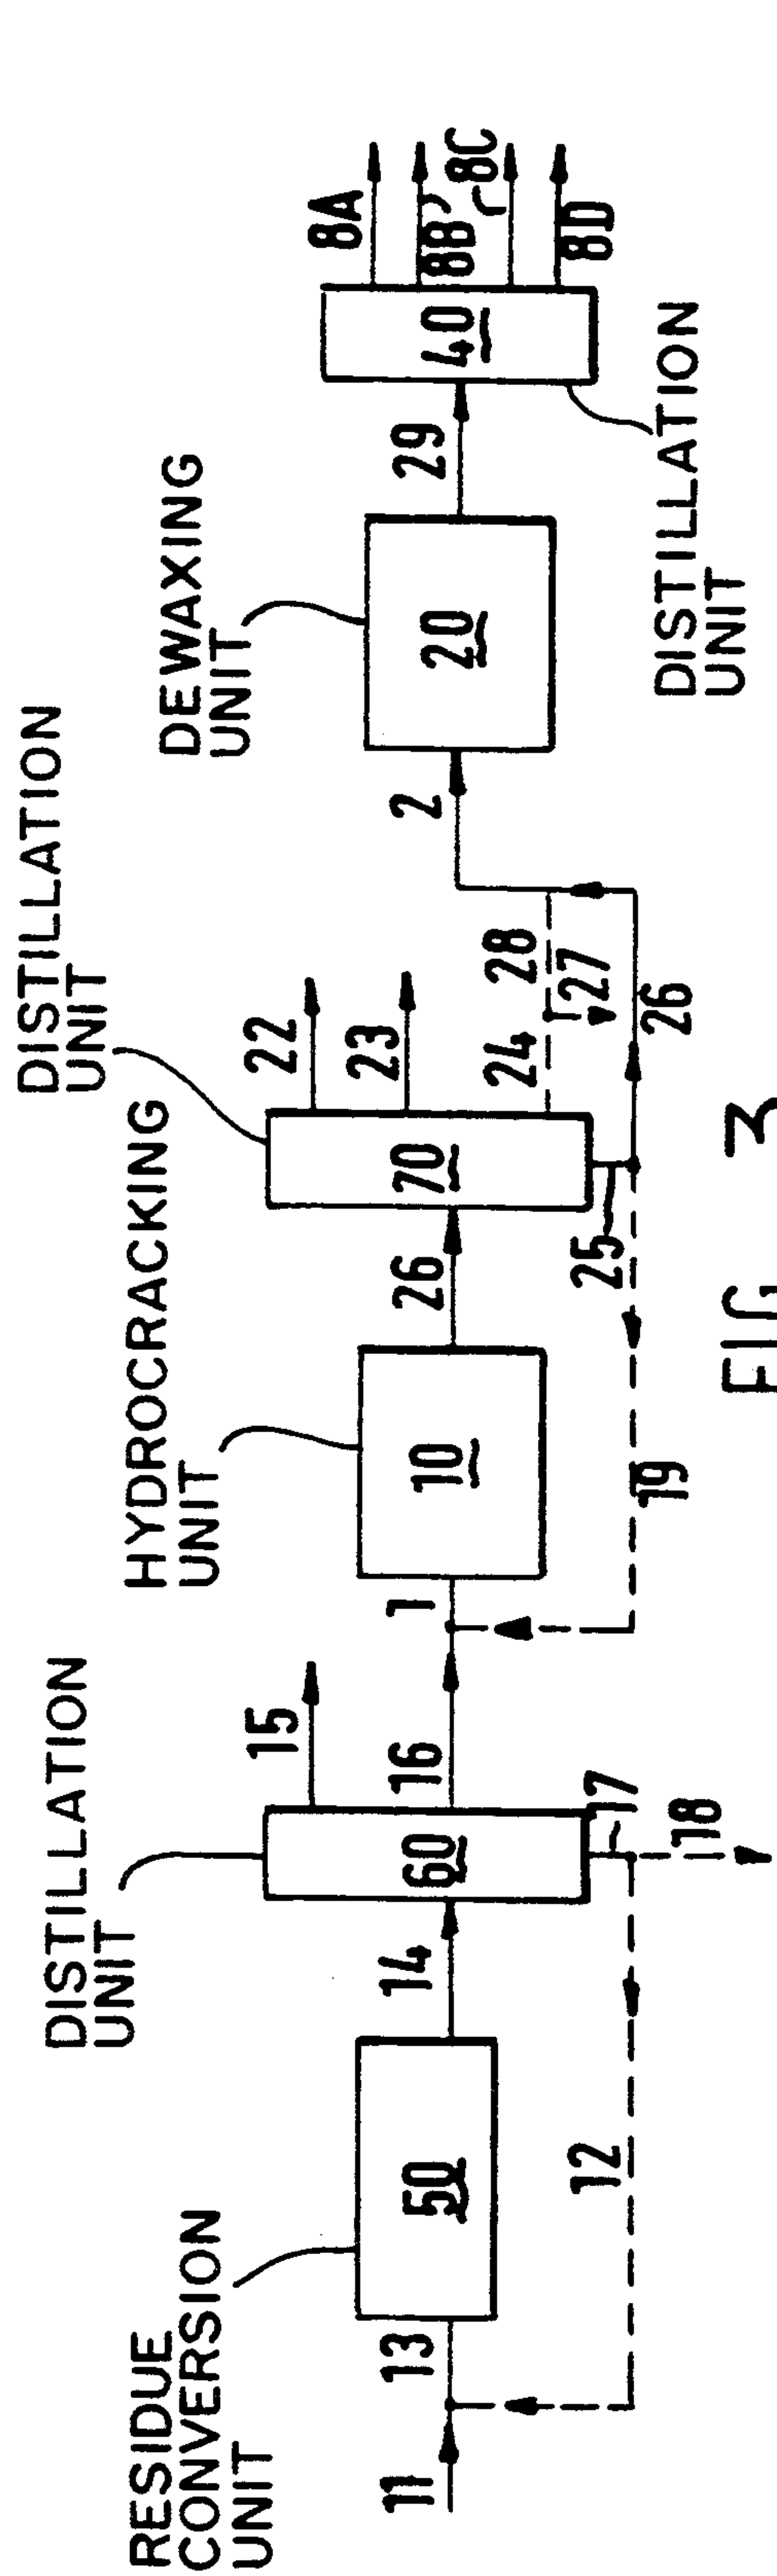 RESIDUE
CONVERSION
UNIT
DISTILLATION
UNIT
HYDROCRACKING
UNIT
DISTILLATION
UNIT
DEWAXING
UNIT
DISTILLATION
UNIT
11
13
50
14
12
60
15
16
17
18
1
10
26
19
70
22
23
24
28
27
25
26
2
20
29
40
8A
8B
8C
8D
FIG. 3